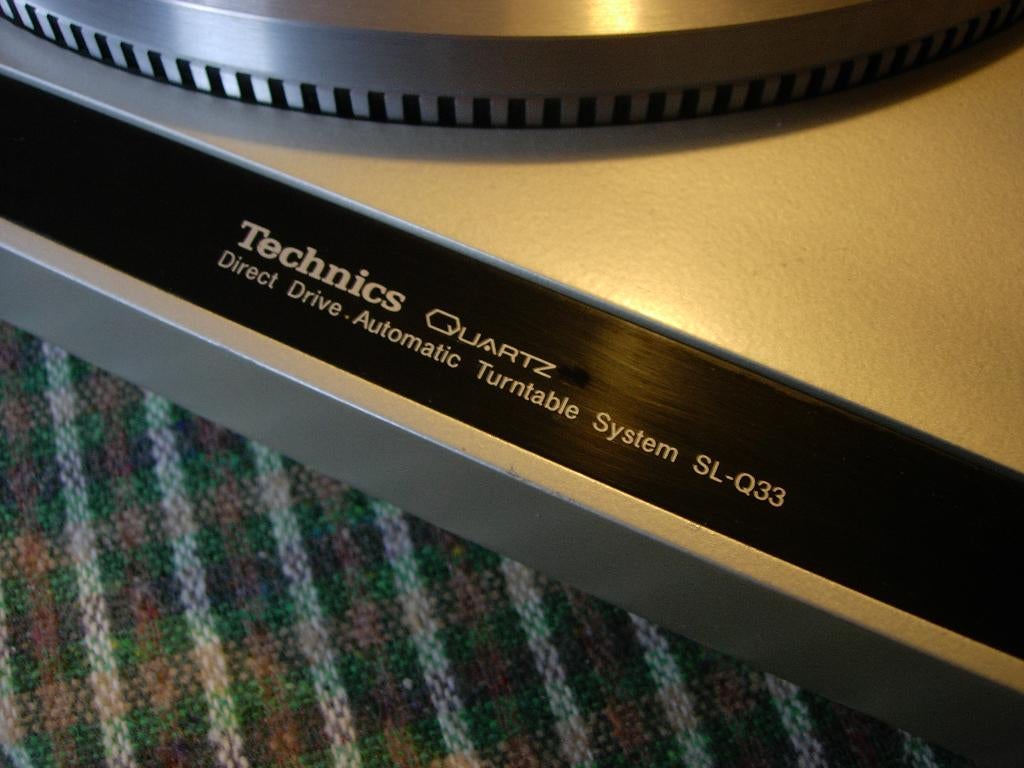 Technics QUARTZ
Direct Drive · Automatic Turntable System SL-Q33